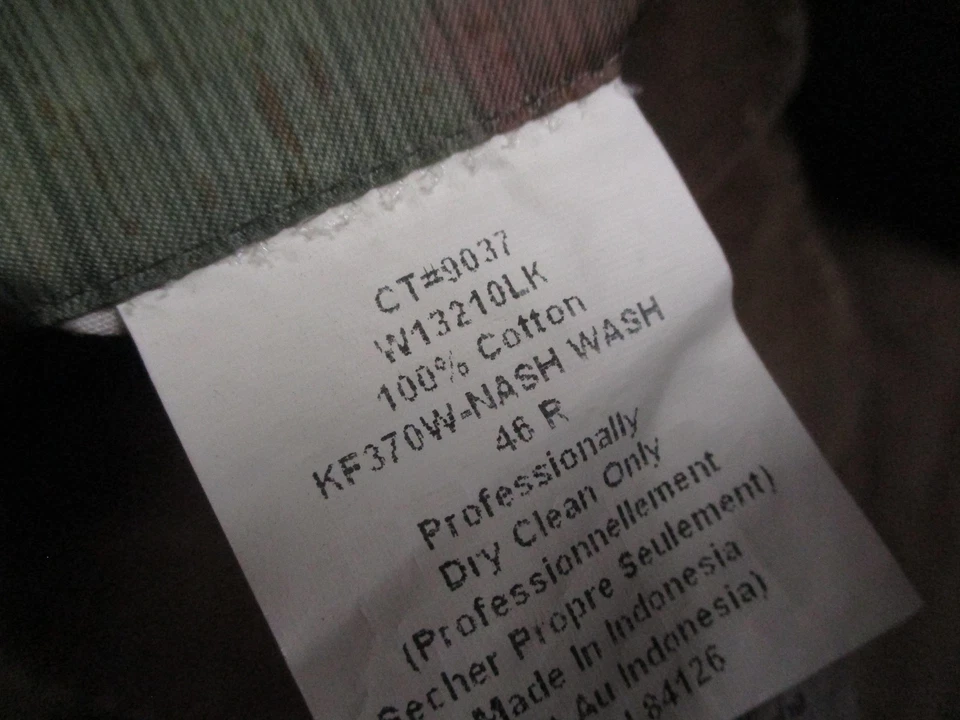 CT#9037
W13210LK
100% Cotton
KF370W-NASH WASH
46 R
Professionally
Dry Clean Only
(Professionnellement
Secher Propre Seulement)
Made In Indonesia
Au Indonesia)
84126